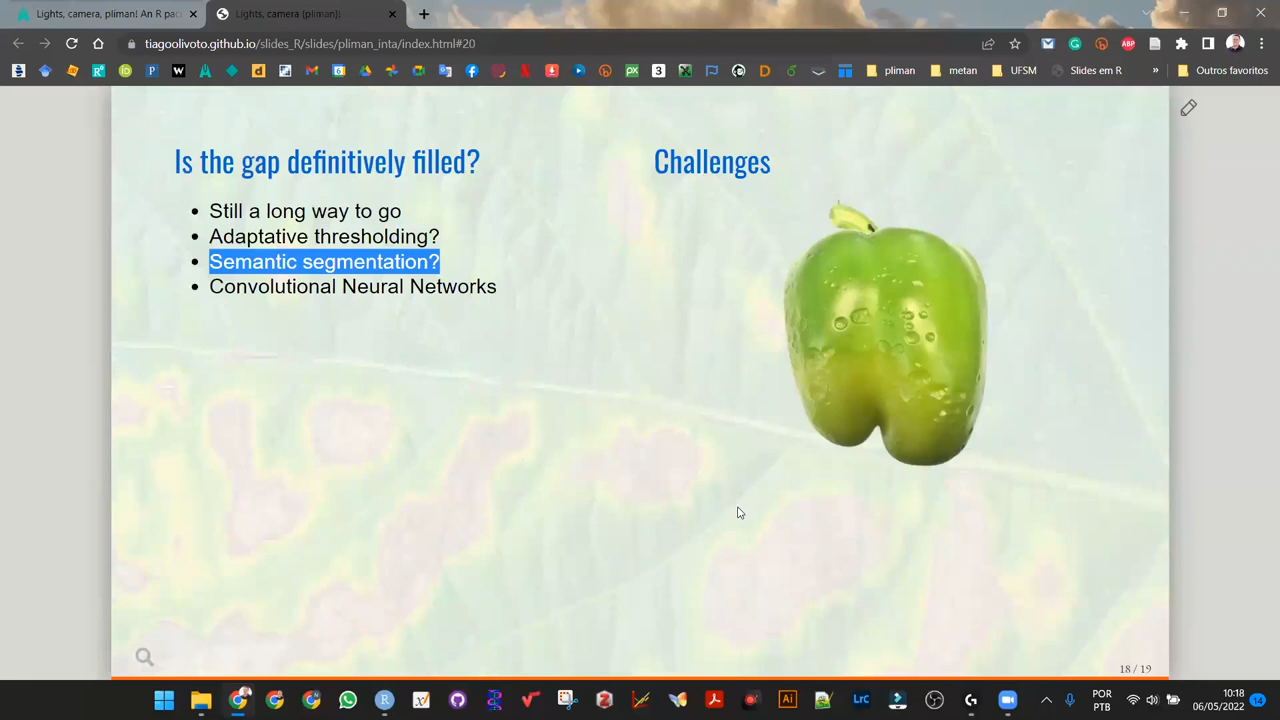 Lights, camera, pliman! An R pac
Lights, camera {pliman}!
tiagoolivoto.github.io/slides_R/slides/pliman_inta/index.html#20
pliman
metan
UFSM
Slides em R
»
Outros favoritos
Is the gap definitively filled?
Still a long way to go
Adaptative thresholding?
Semantic segmentation?
Convolutional Neural Networks
Challenges
18 / 19
POR
PTB
10:18
06/05/2022